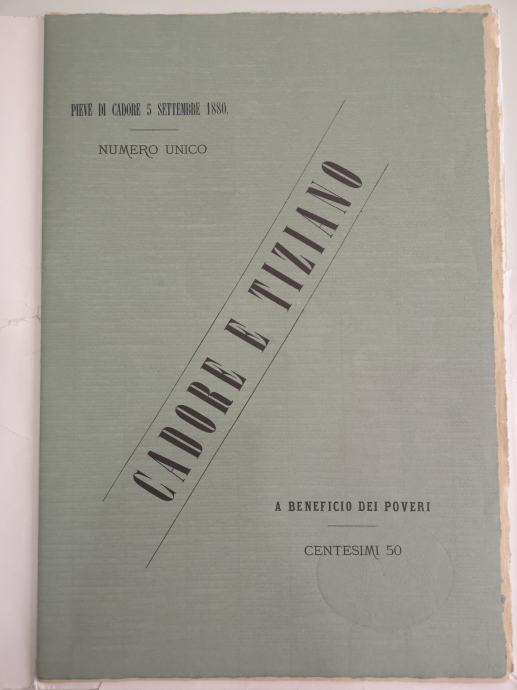 PIEVE DI CADORE 5 SETTEMBRE 1880.
NUMERO UNICO
CADORE E TIZIANO
A BENEFICIO DEI POVERI
CENTESIMI 50